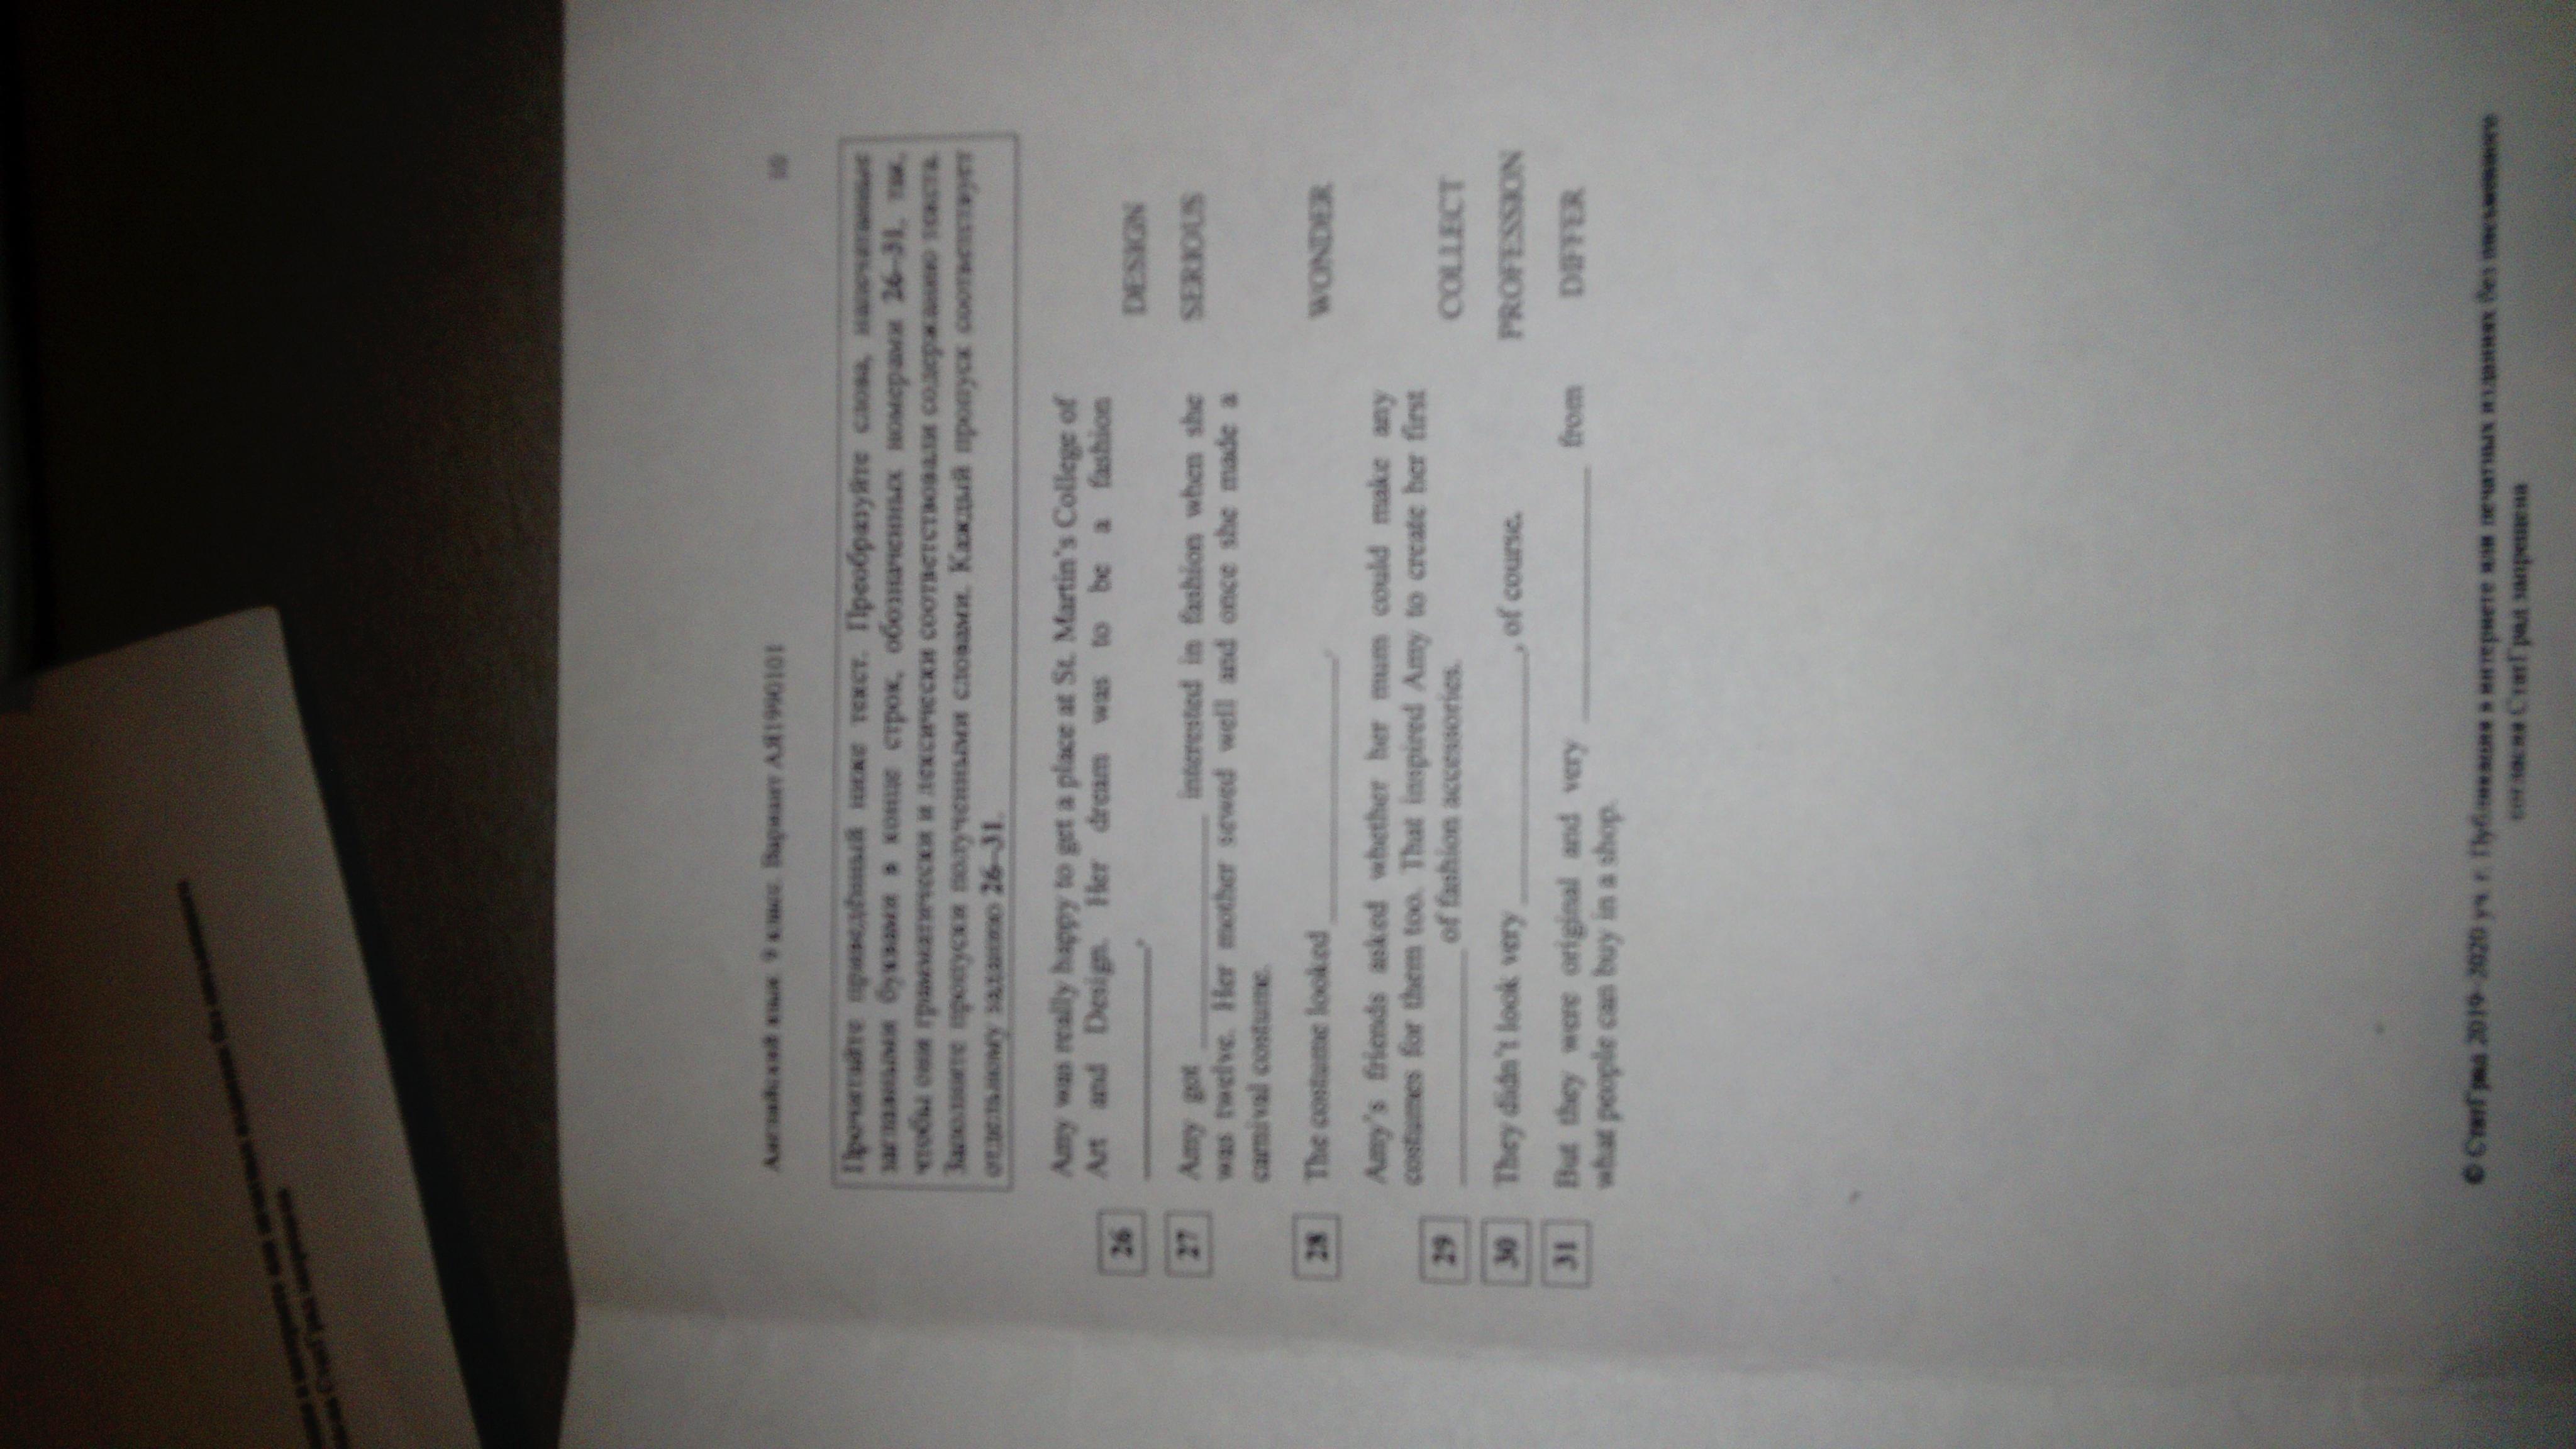 Английский язык. 9 класс. Вариант АЯ1990101 10
Прочитайте приведённый ниже текст. Преобразуйте слова, напечатанные
заглавными буквами в конце строк, обозначенных номерами 26–31, так,
чтобы они грамматически и лексически соответствовали содержанию текста.
Заполните пропуски полученными словами. Каждый пропуск соответствует
отдельному заданию 26–31.
Amy was really happy to get a place at St. Martin's College of
Art and Design. Her dream was to be a fashion
26 ____________. DESIGN
27 Amy got ____________ interested in fashion when she SERIOUS
was twelve. Her mother sewed well and once she made a
carnival costume.
28 The costume looked ____________. WONDER
Amy's friends asked whether her mum could make any
costumes for them too. That inspired Amy to create her first
29 ____________ of fashion accessories. COLLECT
30 They didn't look very ____________, of course. PROFESSION
31 But they were original and very ____________ from DIFFER
what people can buy in a shop.
© СтатГрад 2019–2020 уч. г. Публикация в интернете или печатных изданиях без письменного
согласия СтатГрад запрещена